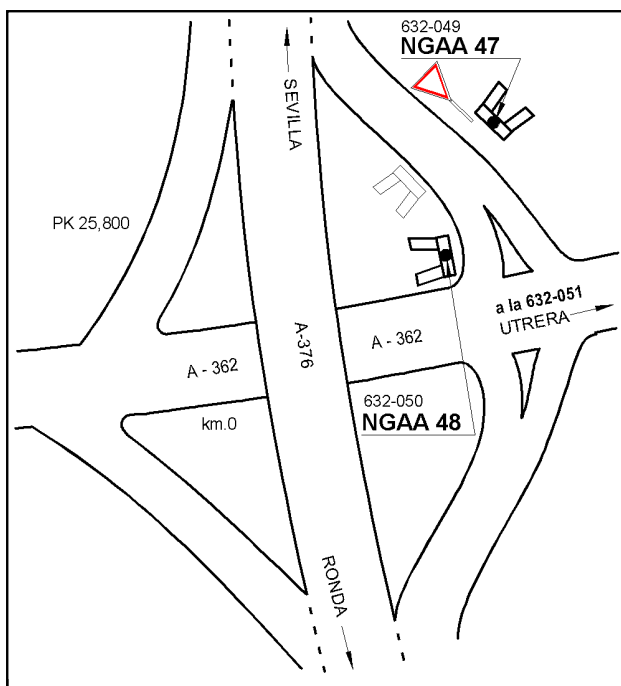 632-049
NGAA 47
SEVILLA
PK 25,800
a la 632-051
UTRERA
A-376
A - 362
A - 362
632-050
NGAA 48
km.0
RONDA